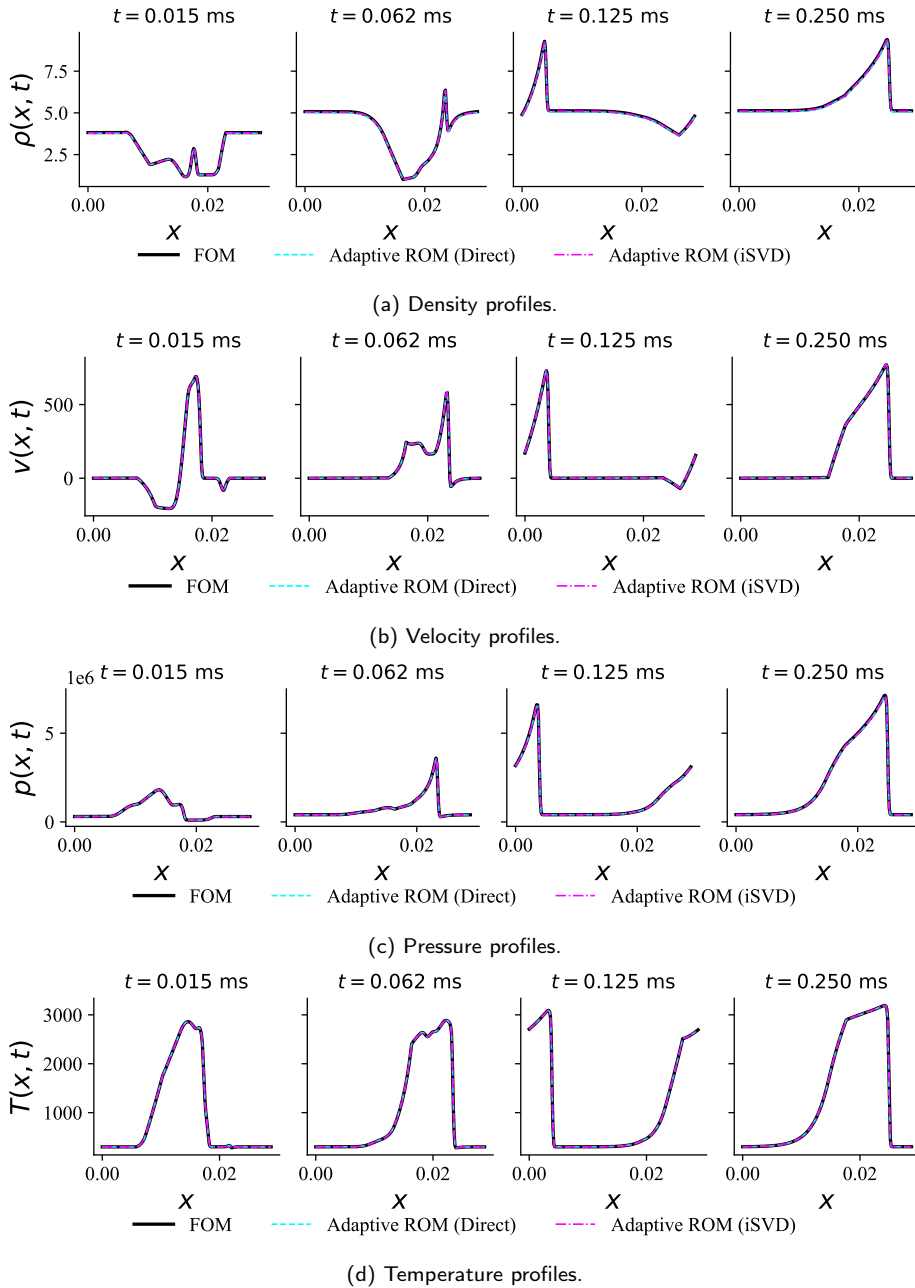 t = 0.015 ms t = 0.062 ms t = 0.125 ms t = 0.250 ms
ρ(x, t)
7.5
5.0
2.5
0.00 0.02 0.00 0.02 0.00 0.02 0.00 0.02
x x x x
FOM Adaptive ROM (Direct) Adaptive ROM (iSVD)
(a) Density profiles.
t = 0.015 ms t = 0.062 ms t = 0.125 ms t = 0.250 ms
v(x, t)
500
0
0.00 0.02 0.00 0.02 0.00 0.02 0.00 0.02
x x x x
FOM Adaptive ROM (Direct) Adaptive ROM (iSVD)
(b) Velocity profiles.
1e6 t = 0.015 ms t = 0.062 ms t = 0.125 ms t = 0.250 ms
p(x, t)
5
0
0.00 0.02 0.00 0.02 0.00 0.02 0.00 0.02
x x x x
FOM Adaptive ROM (Direct) Adaptive ROM (iSVD)
(c) Pressure profiles.
t = 0.015 ms t = 0.062 ms t = 0.125 ms t = 0.250 ms
T(x, t)
3000
2000
1000
0.00 0.02 0.00 0.02 0.00 0.02 0.00 0.02
x x x x
FOM Adaptive ROM (Direct) Adaptive ROM (iSVD)
(d) Temperature profiles.